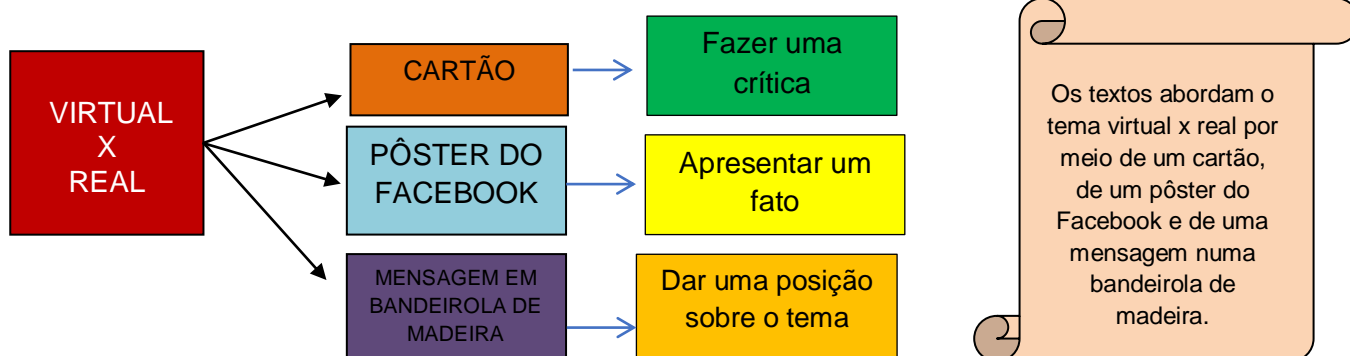 VIRTUAL
X
REAL
CARTÃO
Fazer uma
crítica
PÔSTER DO
FACEBOOK
Apresentar um
fato
MENSAGEM EM
BANDEIROLA DE
MADEIRA
Dar uma posição
sobre o tema
Os textos abordam o
tema virtual x real por
meio de um cartão,
de um pôster do
Facebook e de uma
mensagem numa
bandeirola de
madeira.